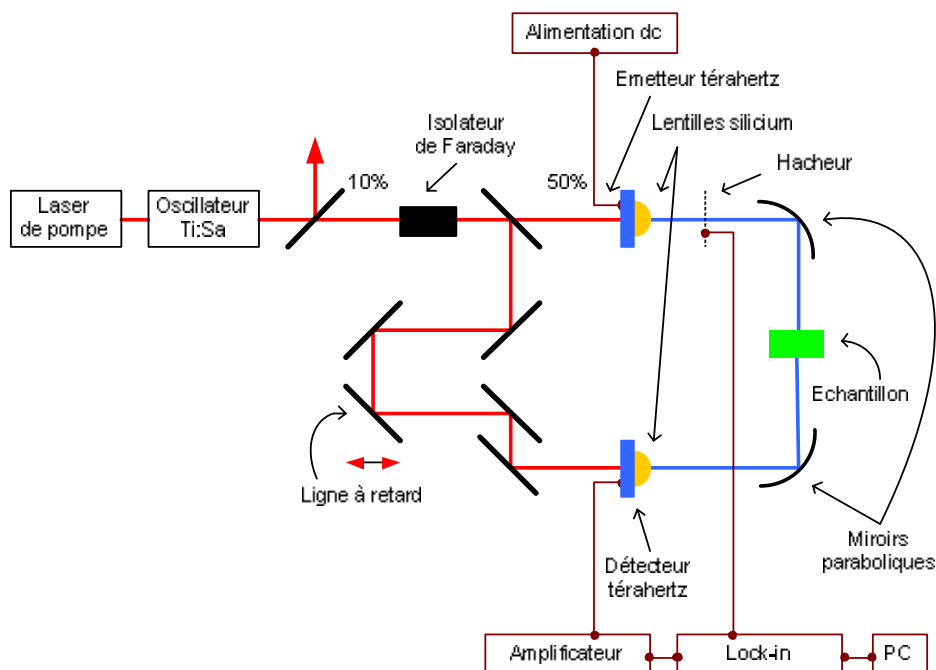 Alimentation dc
Emetteur térahertz
Isolateur
de Faraday
Lentilles silicium
Hacheur
10%
50%
Laser
de pompe
Oscillateur
Ti:Sa
Echantillon
Ligne à retard
Miroirs
paraboliques
Détecteur
térahertz
Amplificateur
Lock-in
PC